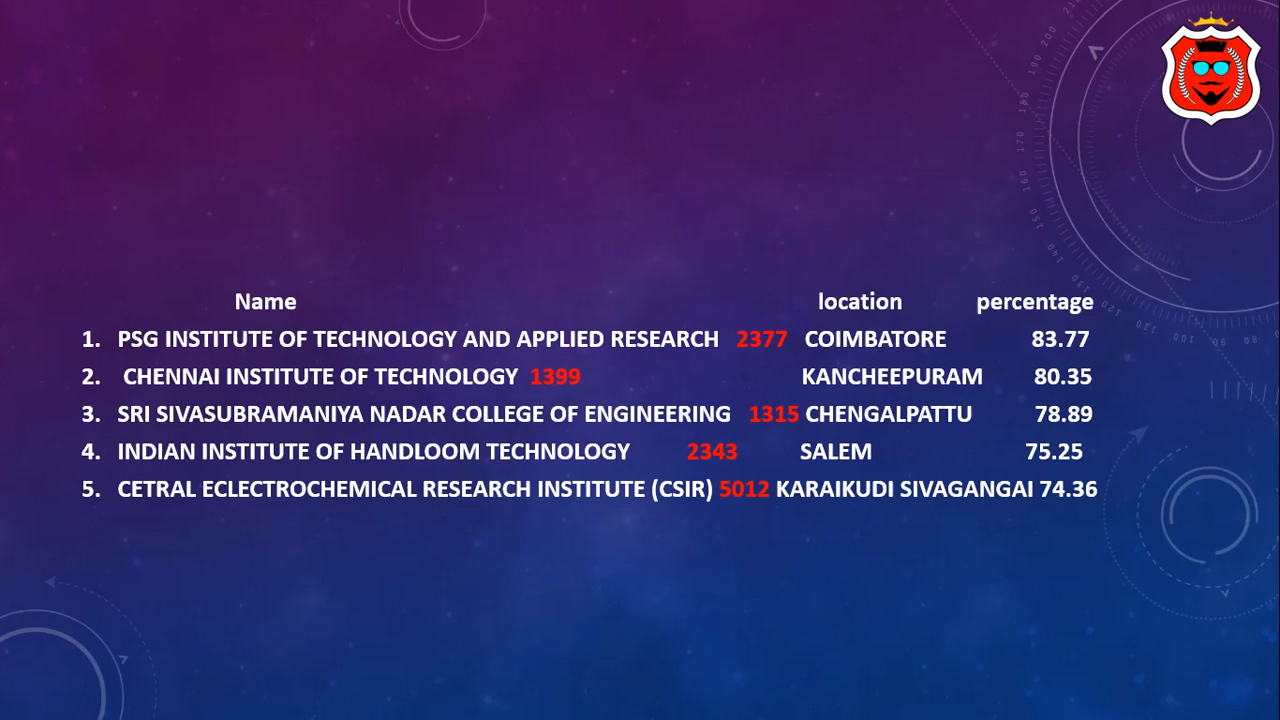 Name location percentage
1. PSG INSTITUTE OF TECHNOLOGY AND APPLIED RESEARCH 2377 COIMBATORE 83.77
2. CHENNAI INSTITUTE OF TECHNOLOGY 1399 KANCHEEPURAM 80.35
3. SRI SIVASUBRAMANIYA NADAR COLLEGE OF ENGINEERING 1315 CHENGALPATTU 78.89
4. INDIAN INSTITUTE OF HANDLOOM TECHNOLOGY 2343 SALEM 75.25
5. CETRAL ECLECTROCHEMICAL RESEARCH INSTITUTE (CSIR) 5012 KARAIKUDI SIVAGANGAI 74.36